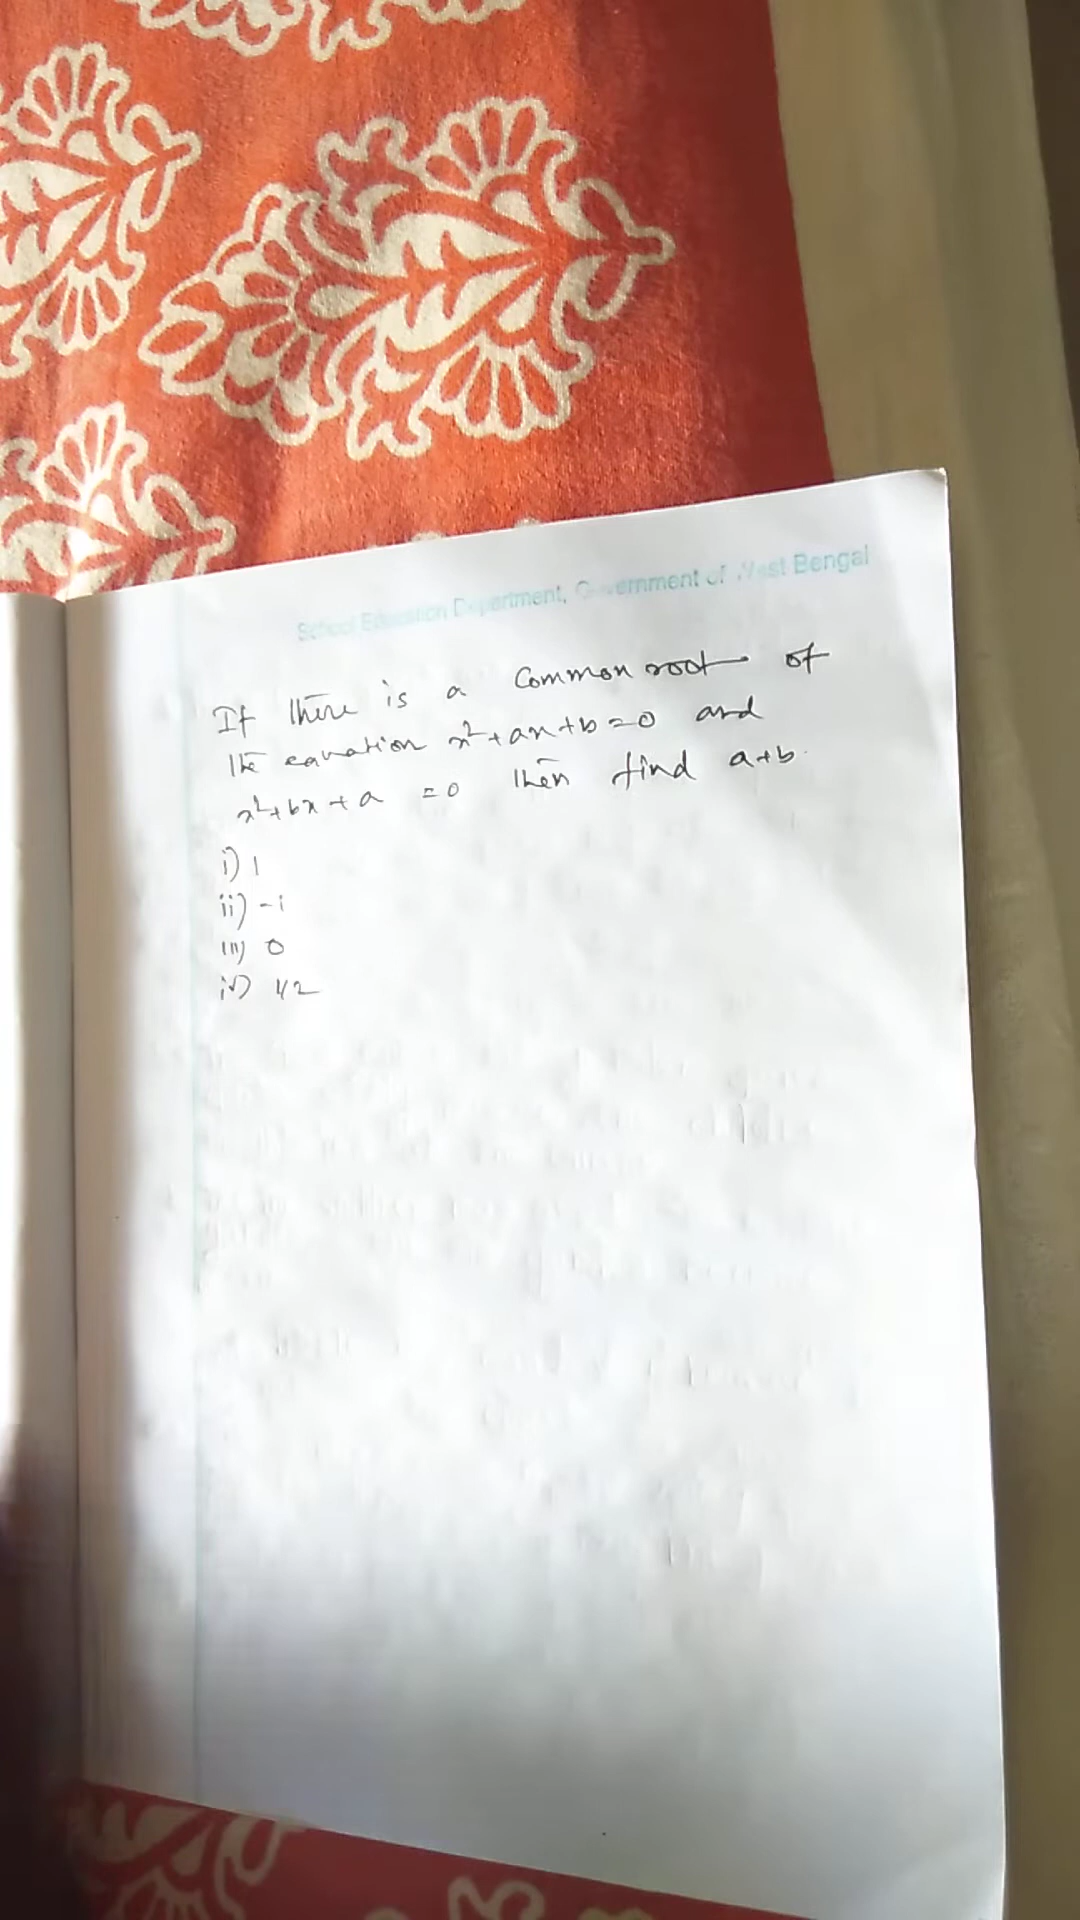 School Education Department, Government of West Bengal
If there is a common root of
the equation x²+ax+b=0 and
x²+bx+a =0 then find a+b.
i) 1
ii) -1
iii) 0
iv) 1/2